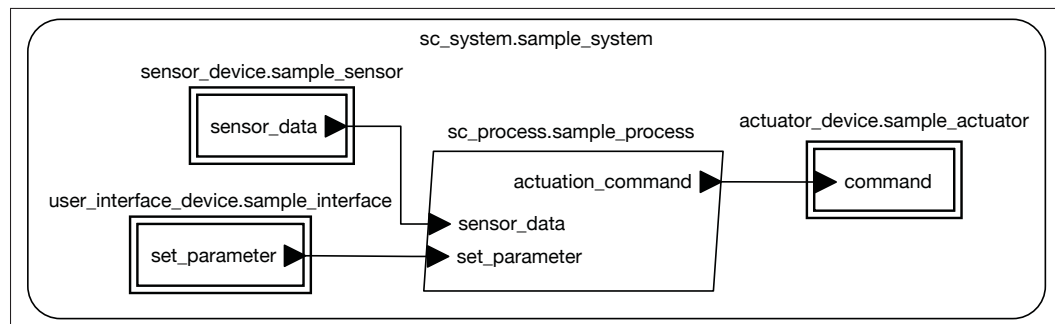 sc_system.sample_system
sensor_device.sample_sensor
sensor_data
user_interface_device.sample_interface
set_parameter
sc_process.sample_process
actuation_command
sensor_data
set_parameter
actuator_device.sample_actuator
command